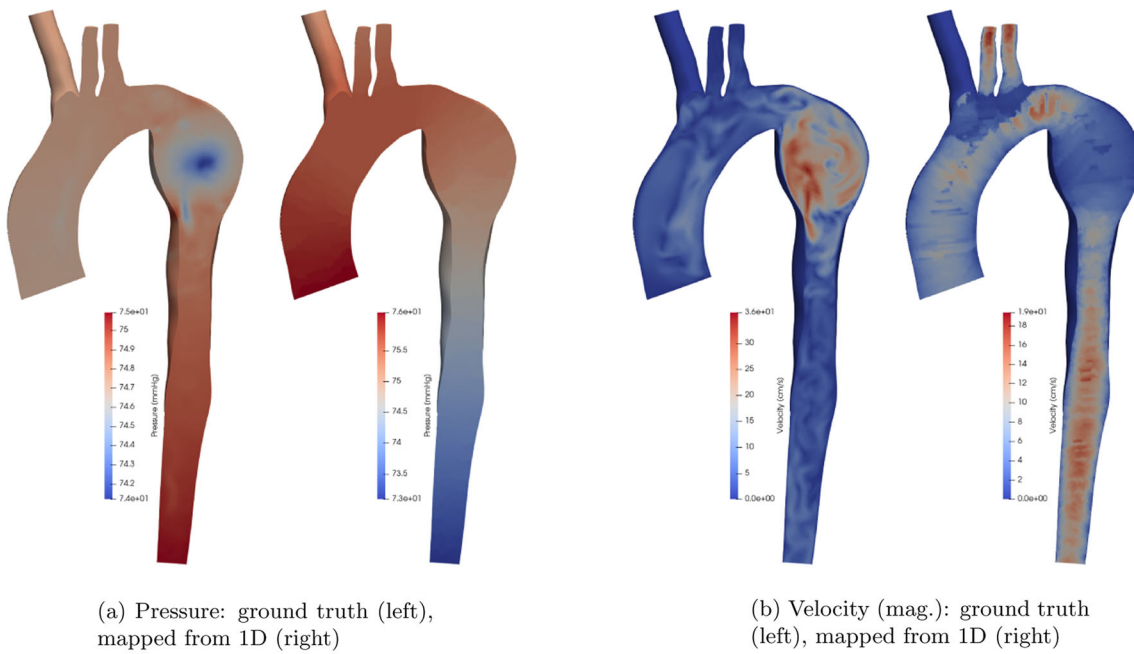 7.5e+01
75
74.9
74.8
74.7
74.6
74.5
74.4
74.3
74.2
7.4e+01
Pressure (mmHg)
7.6e+01
75.5
75
74.5
74
73.5
7.3e+01
Pressure (mmHg)
3.6e+01
30
25
20
15
10
5
0.0e+00
Velocity (cm/s)
1.9e+01
18
16
14
12
10
8
6
4
2
0.0e+00
Velocity (cm/s)
(a) Pressure: ground truth (left),
mapped from 1D (right)
(b) Velocity (mag.): ground truth
(left), mapped from 1D (right)